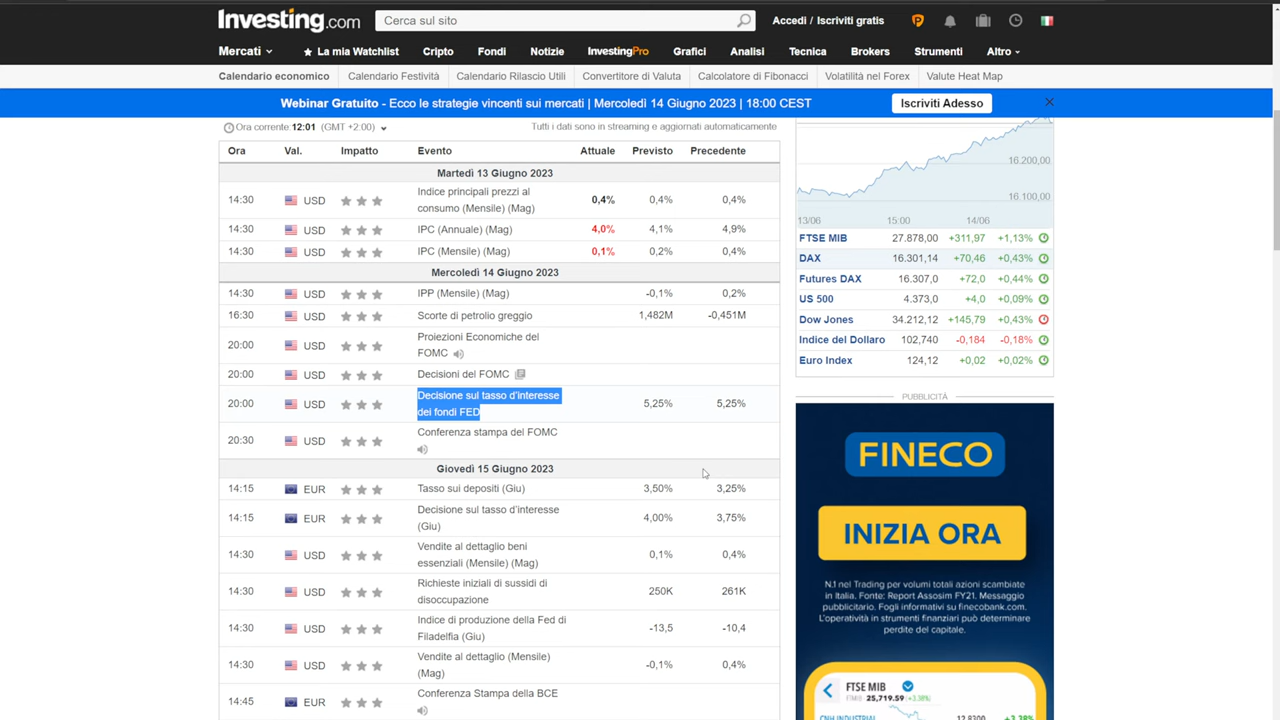 Investing.com
Cerca sul sito
Accedi / Iscriviti gratis
Mercati
La mia Watchlist
Cripto
Fondi
Notizie
InvestingPro
Grafici
Analisi
Tecnica
Brokers
Strumenti
Altro
Calendario economico
Calendario Festività
Calendario Rilascio Utili
Convertitore di Valuta
Calcolatore di Fibonacci
Volatilità nel Forex
Valute Heat Map
Webinar Gratuito - Ecco le strategie vincenti sui mercati | Mercoledì 14 Giugno 2023 | 18:00 CEST
Iscriviti Adesso
Ora corrente: 12:01 (GMT +2.00)
Tutti i dati sono in streaming e aggiornati automaticamente
Ora Val. Impatto Evento Attuale Previsto Precedente
Martedì 13 Giugno 2023
14:30 USD Indice principali prezzi al
consumo (Mensile) (Mag) 0,4% 0,4% 0,4%
14:30 USD IPC (Annuale) (Mag) 4,0% 4,1% 4,9%
14:30 USD IPC (Mensile) (Mag) 0,1% 0,2% 0,4%
Mercoledì 14 Giugno 2023
14:30 USD IPP (Mensile) (Mag) -0,1% 0,2%
16:30 USD Scorte di petrolio greggio 1,482M -0,451M
20:00 USD Proiezioni Economiche del
FOMC
20:00 USD Decisioni del FOMC
20:00 USD Decisione sul tasso d'interesse
dei fondi FED 5,25% 5,25%
20:30 USD Conferenza stampa del FOMC
Giovedì 15 Giugno 2023
14:15 EUR Tasso sui depositi (Giu) 3,50% 3,25%
14:15 EUR Decisione sul tasso d'interesse
(Giu) 4,00% 3,75%
14:30 USD Vendite al dettaglio beni
essenziali (Mensile) (Mag) 0,1% 0,4%
14:30 USD Richieste iniziali di sussidi di
disoccupazione 250K 261K
14:30 USD Indice di produzione della Fed di
Filadelfia (Giu) -13,5 -10,4
14:30 USD Vendite al dettaglio (Mensile)
(Mag) -0,1% 0,4%
14:45 EUR Conferenza Stampa della BCE
16.200,00
16.100,00
13/06 15:00 14/06
FTSE MIB 27.878,00 +311,97 +1,13%
DAX 16.301,14 +70,46 +0,43%
Futures DAX 16.307,0 +72,0 +0,44%
US 500 4.373,0 +4,0 +0,09%
Dow Jones 34.212,12 +145,79 +0,43%
Indice del Dollaro 102,740 -0,184 -0,18%
Euro Index 124,12 +0,02 +0,02%
PUBBLICITÀ
FINECO
INIZIA ORA
N.1 nel Trading per volumi totali azioni scambiate
in Italia. Fonte: Report Assosim FY21. Messaggio
pubblicitario. Fogli informativi su finecobank.com.
L'operatività in strumenti finanziari può determinare
perdite del capitale.
FTSE MIB
FTMIB 25,719.59 (+3.38%)
CNH INDUSTRIAL 12.8300 +3.38%